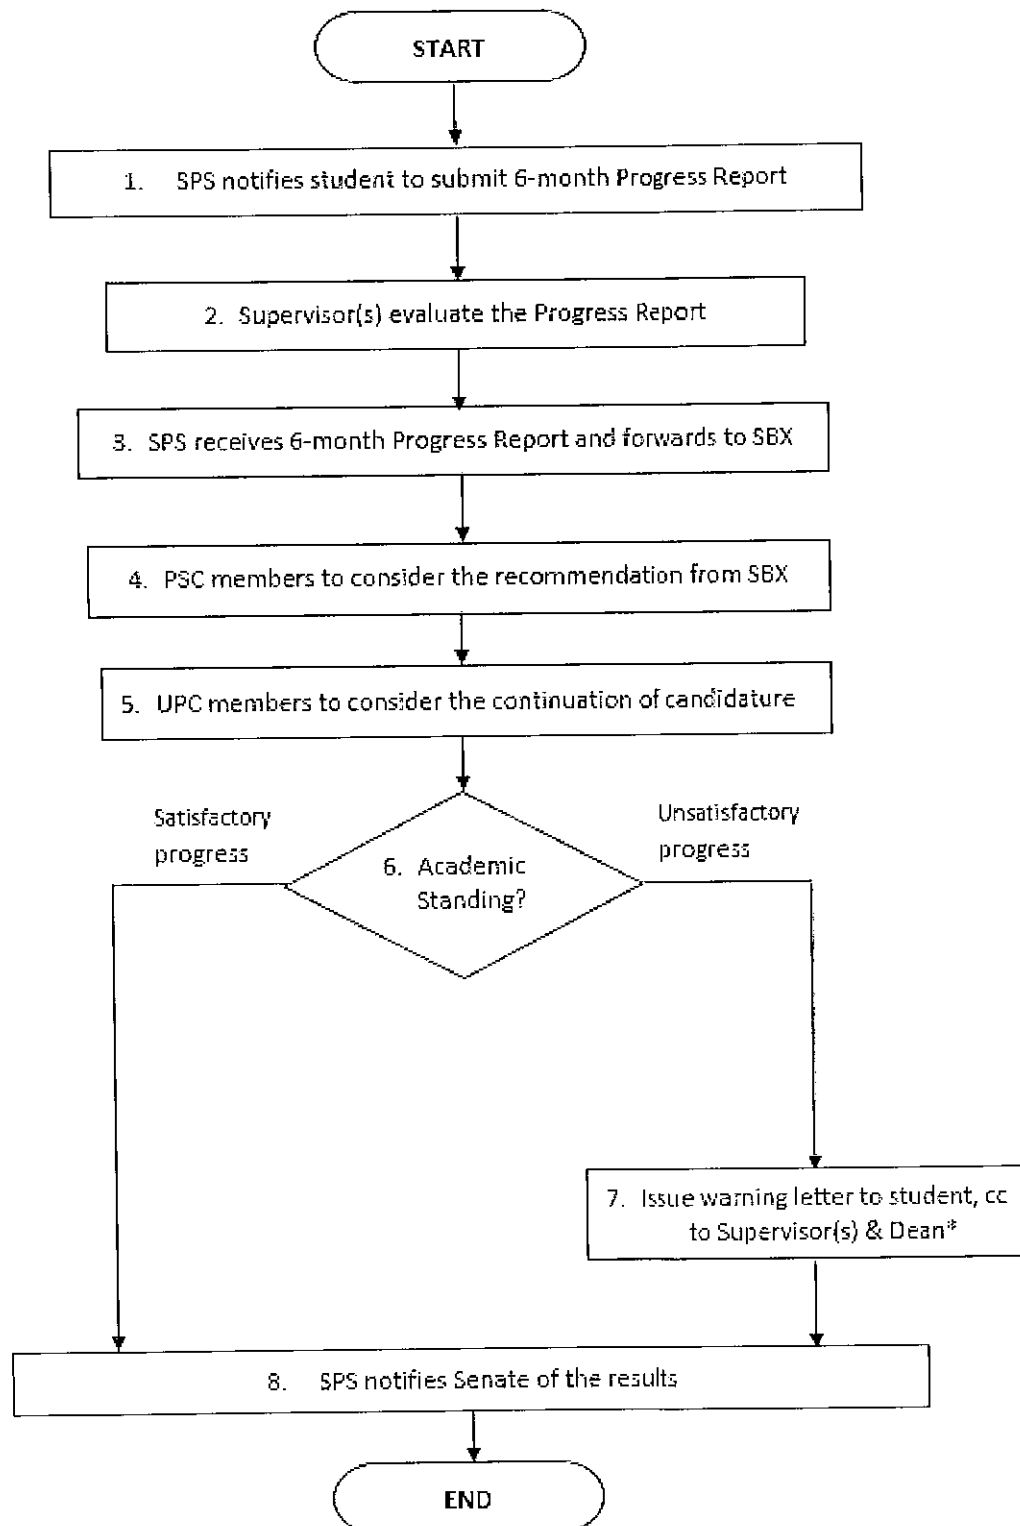 START
1. SPS notifies student to submit 6-month Progress Report
2. Supervisor(s) evaluate the Progress Report
3. SPS receives 6-month Progress Report and forwards to SBX
4. PSC members to consider the recommendation from SBX
5. UPC members to consider the continuation of candidature
Satisfactory
progress
Unsatisfactory
progress
6. Academic
Standing?
7. Issue warning letter to student, cc
to Supervisor(s) & Dean*
8. SPS notifies Senate of the results
END